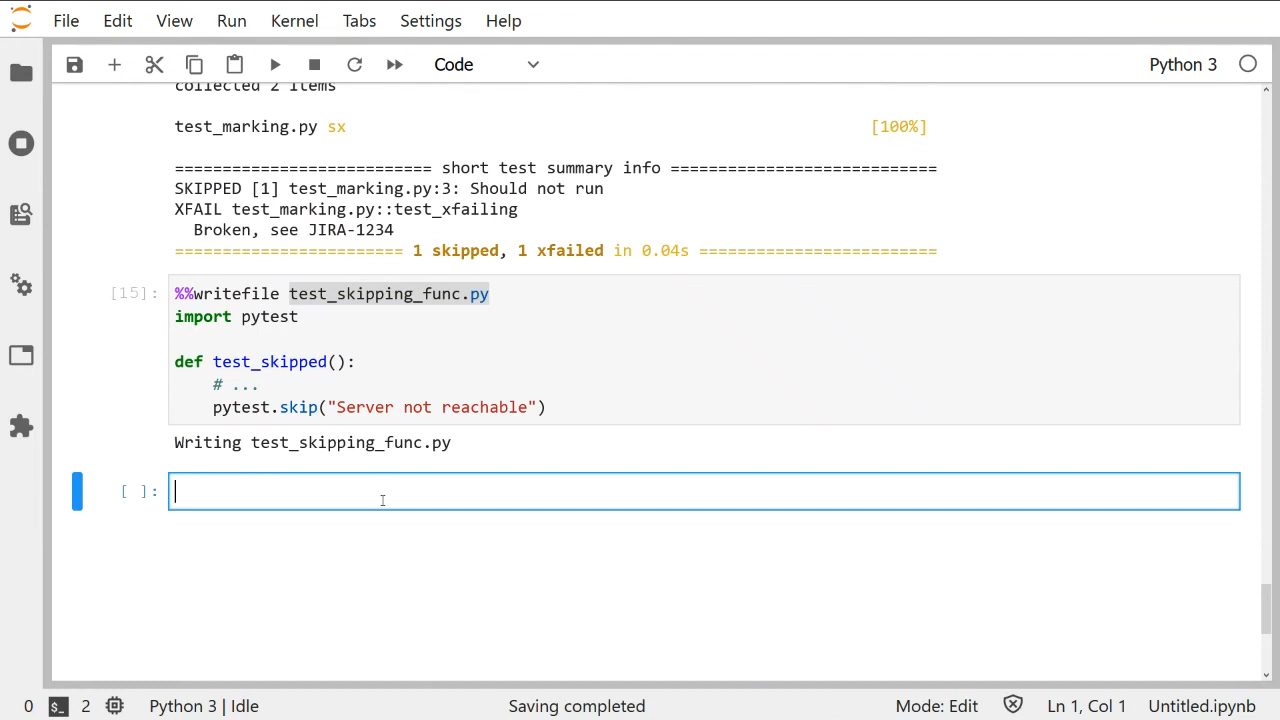 File Edit View Run Kernel Tabs Settings Help
Code Python 3
collected 2 items
test_marking.py sx [100%]
=========================== short test summary info ============================
SKIPPED [1] test_marking.py:3: Should not run
XFAIL test_marking.py::test_xfailing
Broken, see JIRA-1234
======================== 1 skipped, 1 xfailed in 0.04s =========================
[15]: %%writefile test_skipping_func.py
import pytest
def test_skipped():
# ...
pytest.skip("Server not reachable")
Writing test_skipping_func.py
[ ]:
0 $_ 2 Python 3 | Idle Saving completed Mode: Edit Ln 1, Col 1 Untitled.ipynb